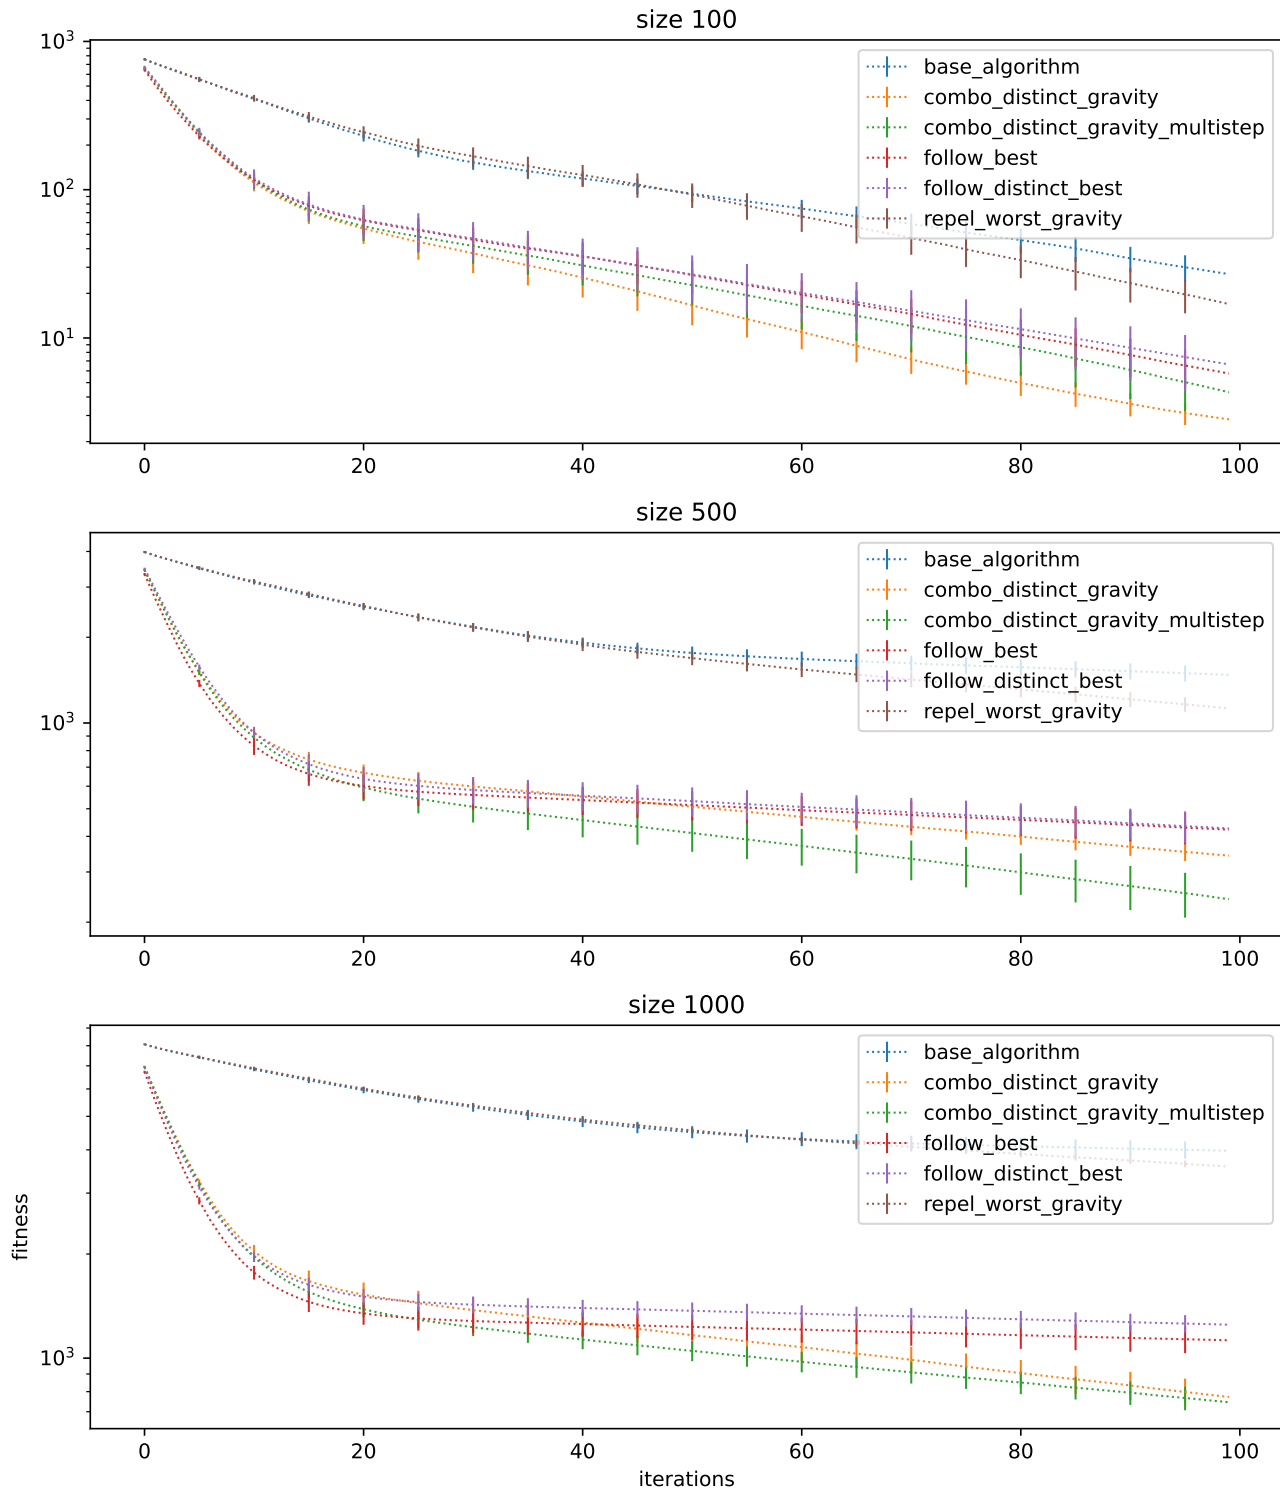 size 100
10³
10²
10¹
base_algorithm
combo_distinct_gravity
combo_distinct_gravity_multistep
follow_best
follow_distinct_best
repel_worst_gravity
0 20 40 60 80 100
size 500
10³
base_algorithm
combo_distinct_gravity
combo_distinct_gravity_multistep
follow_best
follow_distinct_best
repel_worst_gravity
0 20 40 60 80 100
size 1000
fitness
10³
base_algorithm
combo_distinct_gravity
combo_distinct_gravity_multistep
follow_best
follow_distinct_best
repel_worst_gravity
0 20 40 60 80 100
iterations